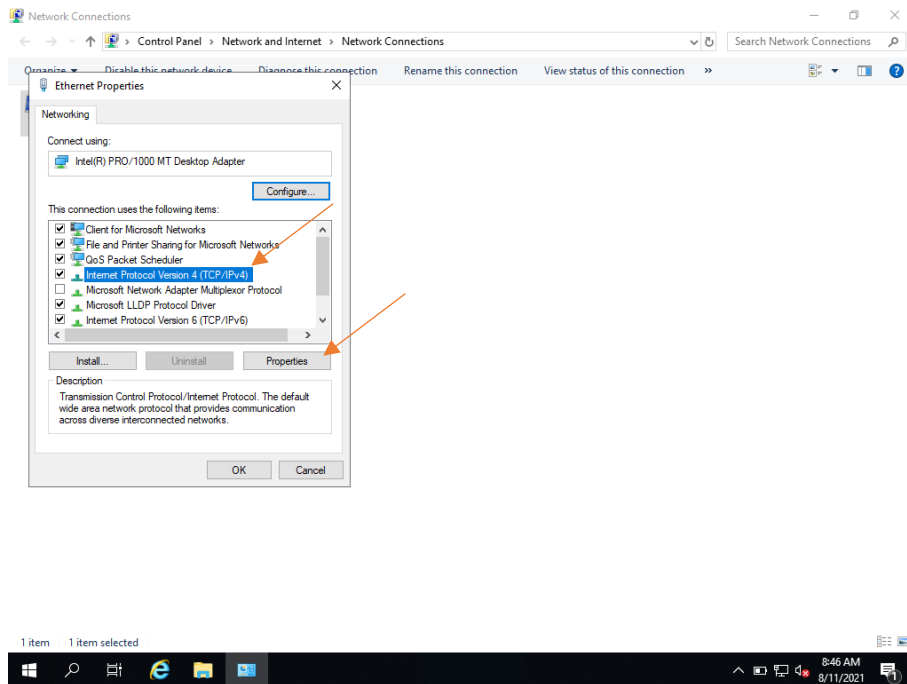 Network Connections
Control Panel > Network and Internet > Network Connections
Search Network Connections
Organize
Disable this network device
Diagnose this connection
Rename this connection
View status of this connection
»
Ethernet Properties
Networking
Connect using:
Intel(R) PRO/1000 MT Desktop Adapter
Configure...
This connection uses the following items:
Client for Microsoft Networks
File and Printer Sharing for Microsoft Networks
QoS Packet Scheduler
Internet Protocol Version 4 (TCP/IPv4)
Microsoft Network Adapter Multiplexor Protocol
Microsoft LLDP Protocol Driver
Internet Protocol Version 6 (TCP/IPv6)
Install...
Uninstall
Properties
Description
Transmission Control Protocol/Internet Protocol. The default
wide area network protocol that provides communication
across diverse interconnected networks.
OK
Cancel
1 item
1 item selected
8:46 AM
8/11/2021
1